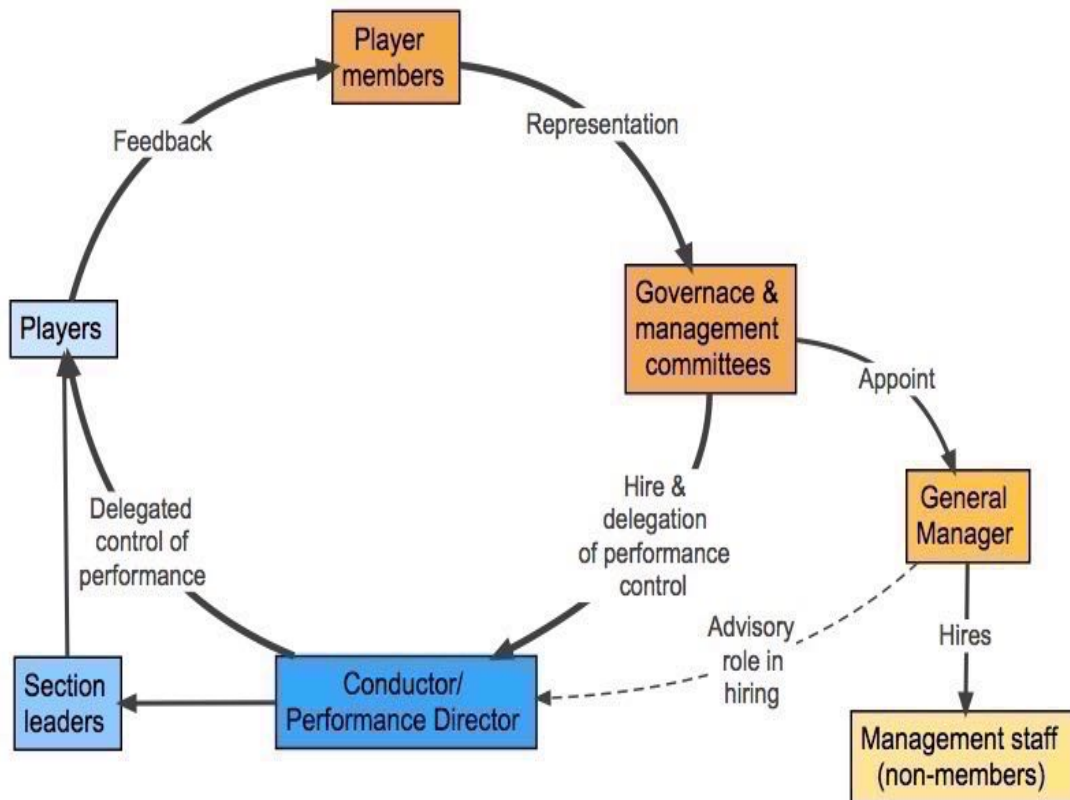 Player
members
Feedback
Representation
Players
Governace &
management
committees
Appoint
Delegated
control of
performance
Hire &
delegation
of performance
control
General
Manager
Advisory
role in
hiring
Hires
Section
leaders
Conductor/
Performance Director
Management staff
(non-members)